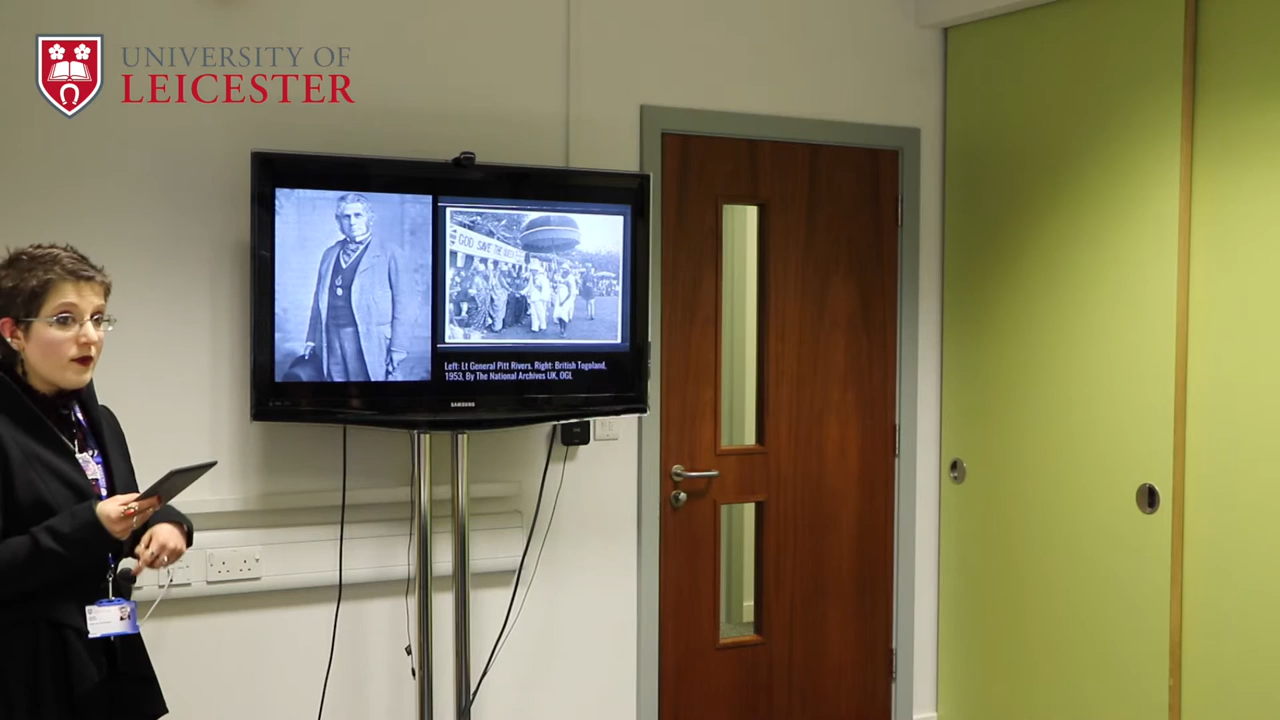 UNIVERSITY OF
LEICESTER
GOD SAVE THE QUEEN
Left: Lt General Pitt Rivers. Right: British Togoland,
1953, By The National Archives UK, OGL
SAMSUNG